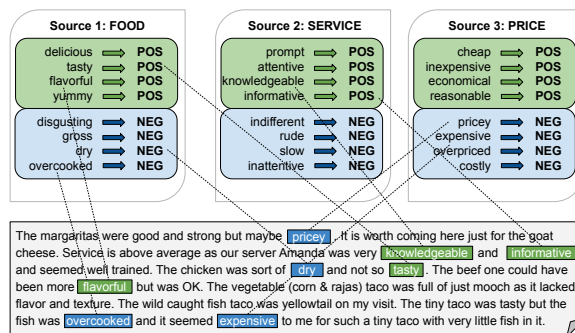 Source 1: FOOD
delicious POS
tasty POS
flavorful POS
yummy POS
disgusting NEG
gross NEG
dry NEG
overcooked NEG
Source 2: SERVICE
prompt POS
attentive POS
knowledgeable POS
informative POS
indifferent NEG
rude NEG
slow NEG
inattentive NEG
Source 3: PRICE
cheap POS
inexpensive POS
economical POS
reasonable POS
pricey NEG
expensive NEG
overpriced NEG
costly NEG
The margaritas were good and strong but maybe pricey . It is worth coming here just for the goat
cheese. Service is above average as our server Amanda was very knowledgeable and informative
and seemed well trained. The chicken was sort of dry and not so tasty . The beef one could have
been more flavorful but was OK. The vegetable (corn & rajas) taco was full of just mooch as it lacked
flavor and texture. The wild caught fish taco was yellowtail on my visit. The tiny taco was tasty but the
fish was overcooked and it seemed expensive to me for such a tiny taco with very little fish in it.